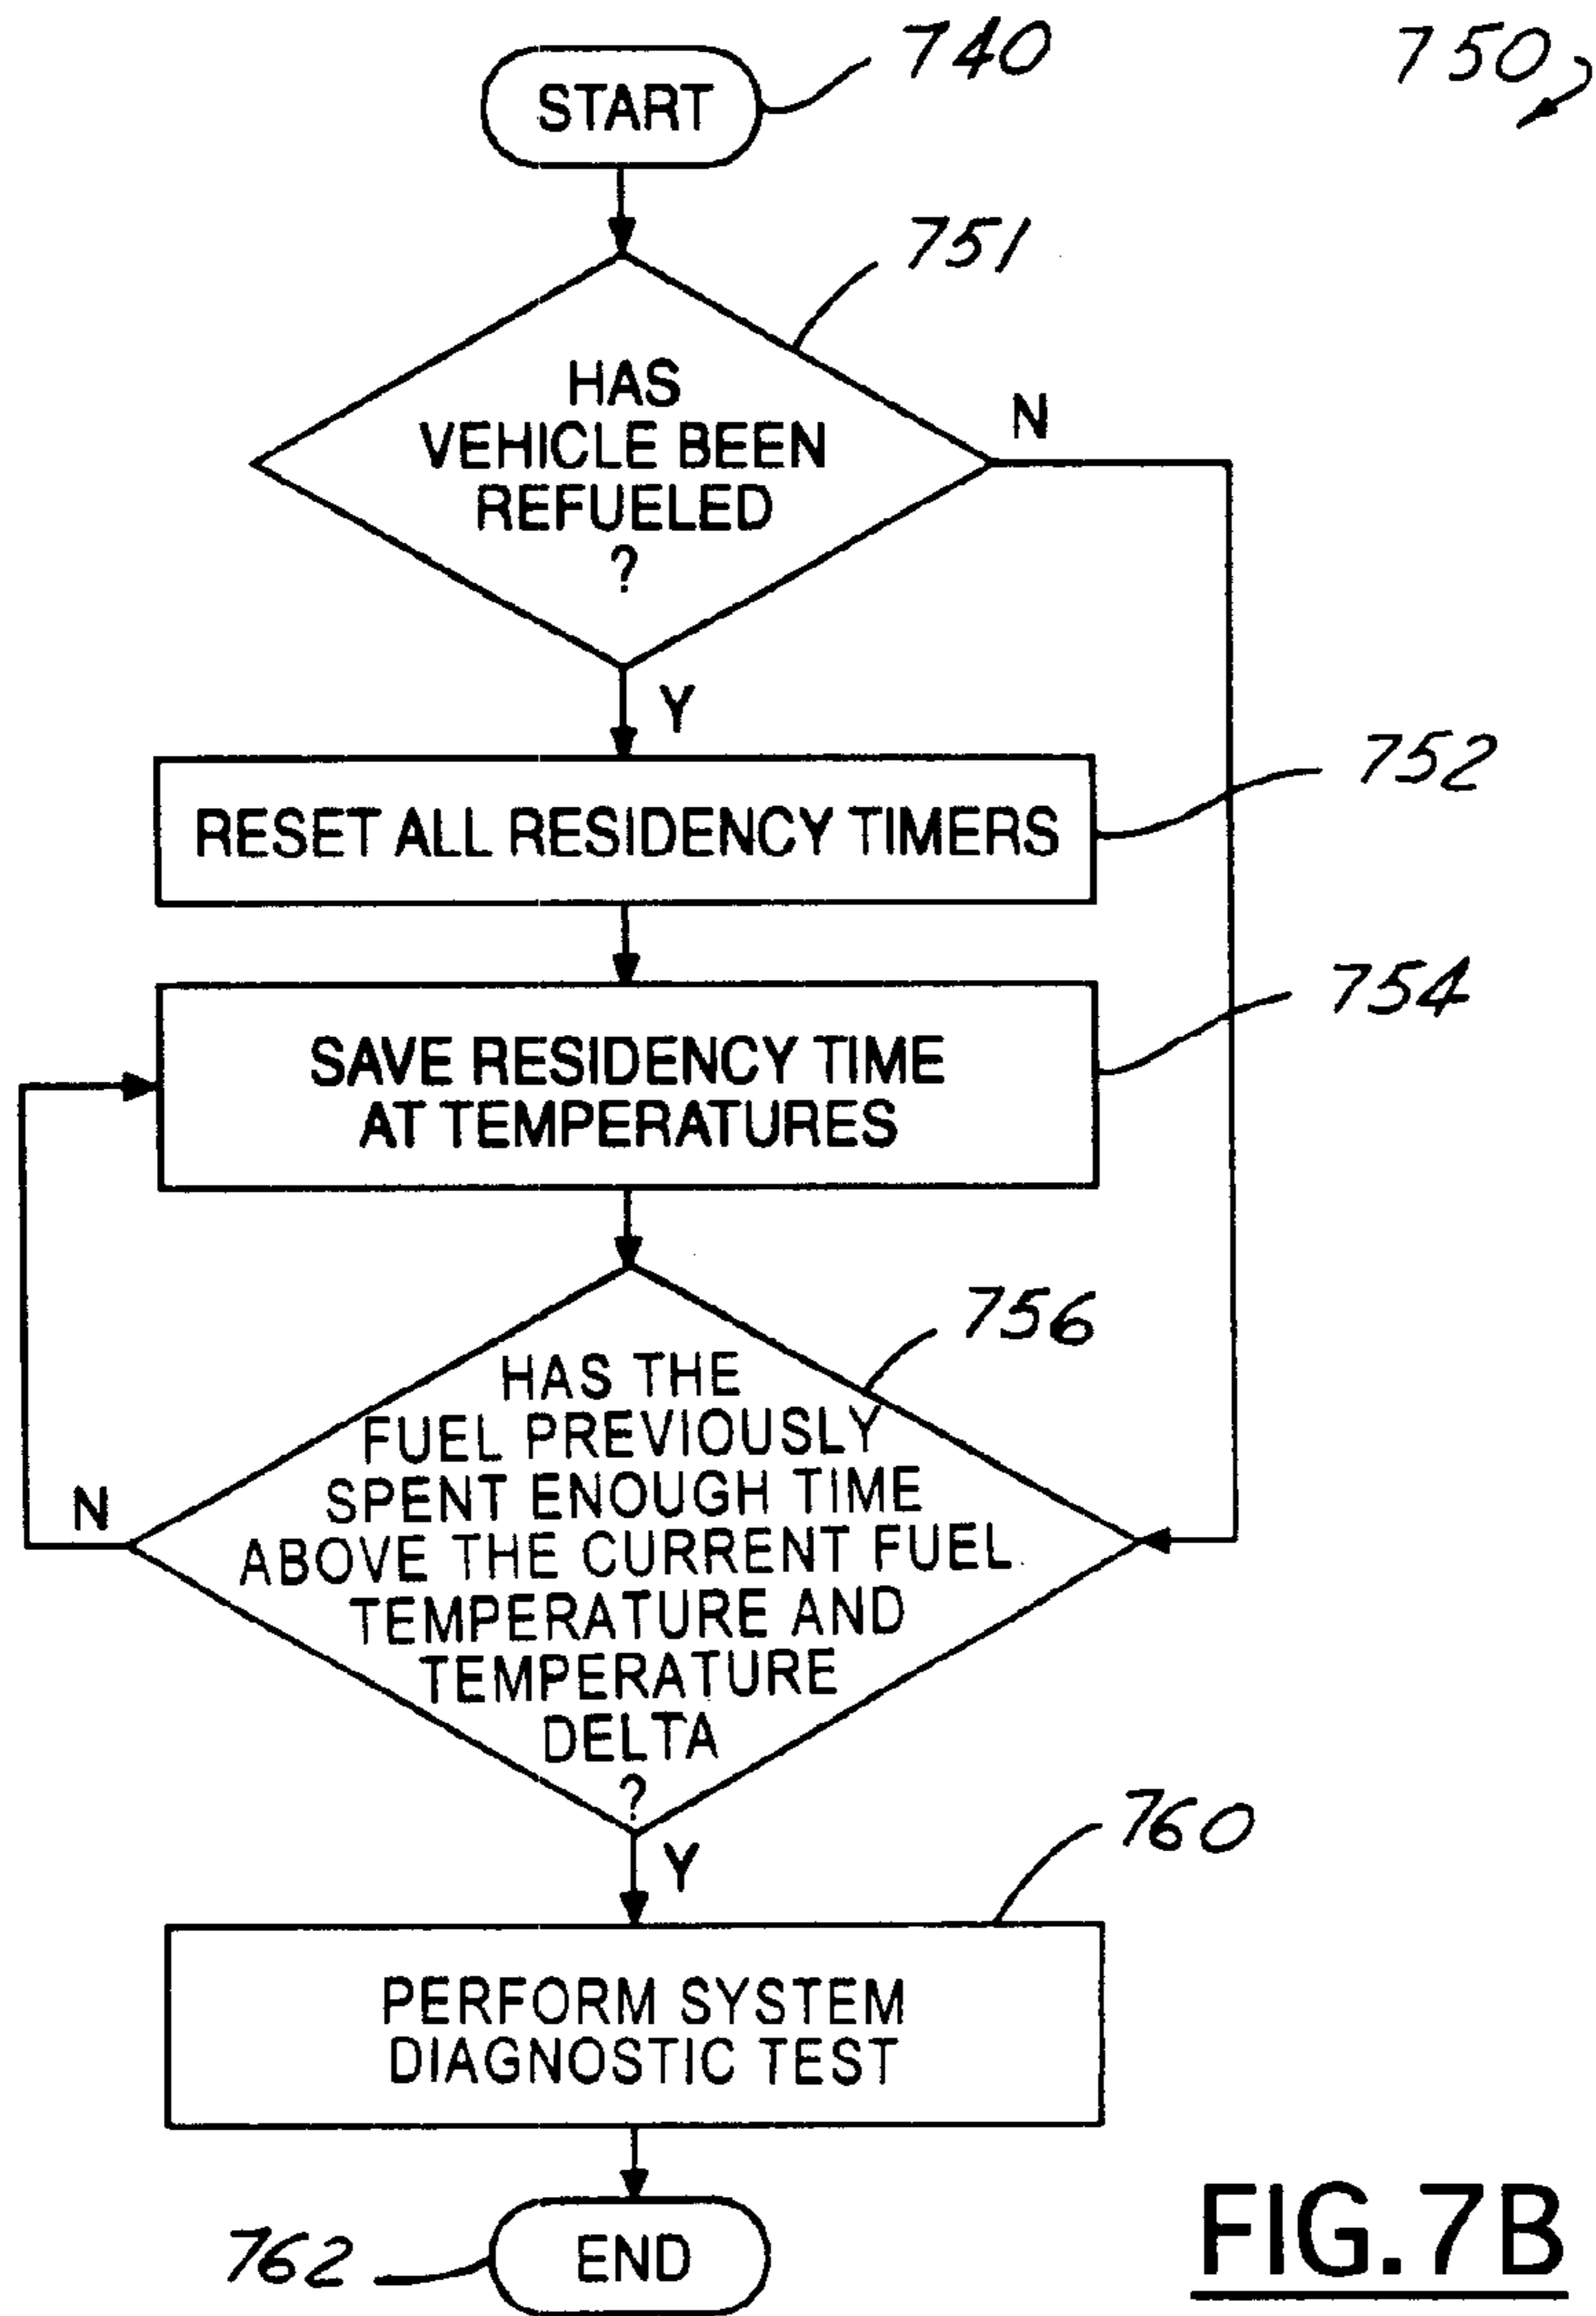 740
750
START
751
HAS
VEHICLE BEEN
REFUELED
?
N
Y
752
RESET ALL RESIDENCY TIMERS
754
SAVE RESIDENCY TIME
AT TEMPERATURES
756
HAS THE
FUEL PREVIOUSLY
SPENT ENOUGH TIME
ABOVE THE CURRENT FUEL
TEMPERATURE AND
TEMPERATURE
DELTA
?
N
Y
760
PERFORM SYSTEM
DIAGNOSTIC TEST
762
END
FIG.7B